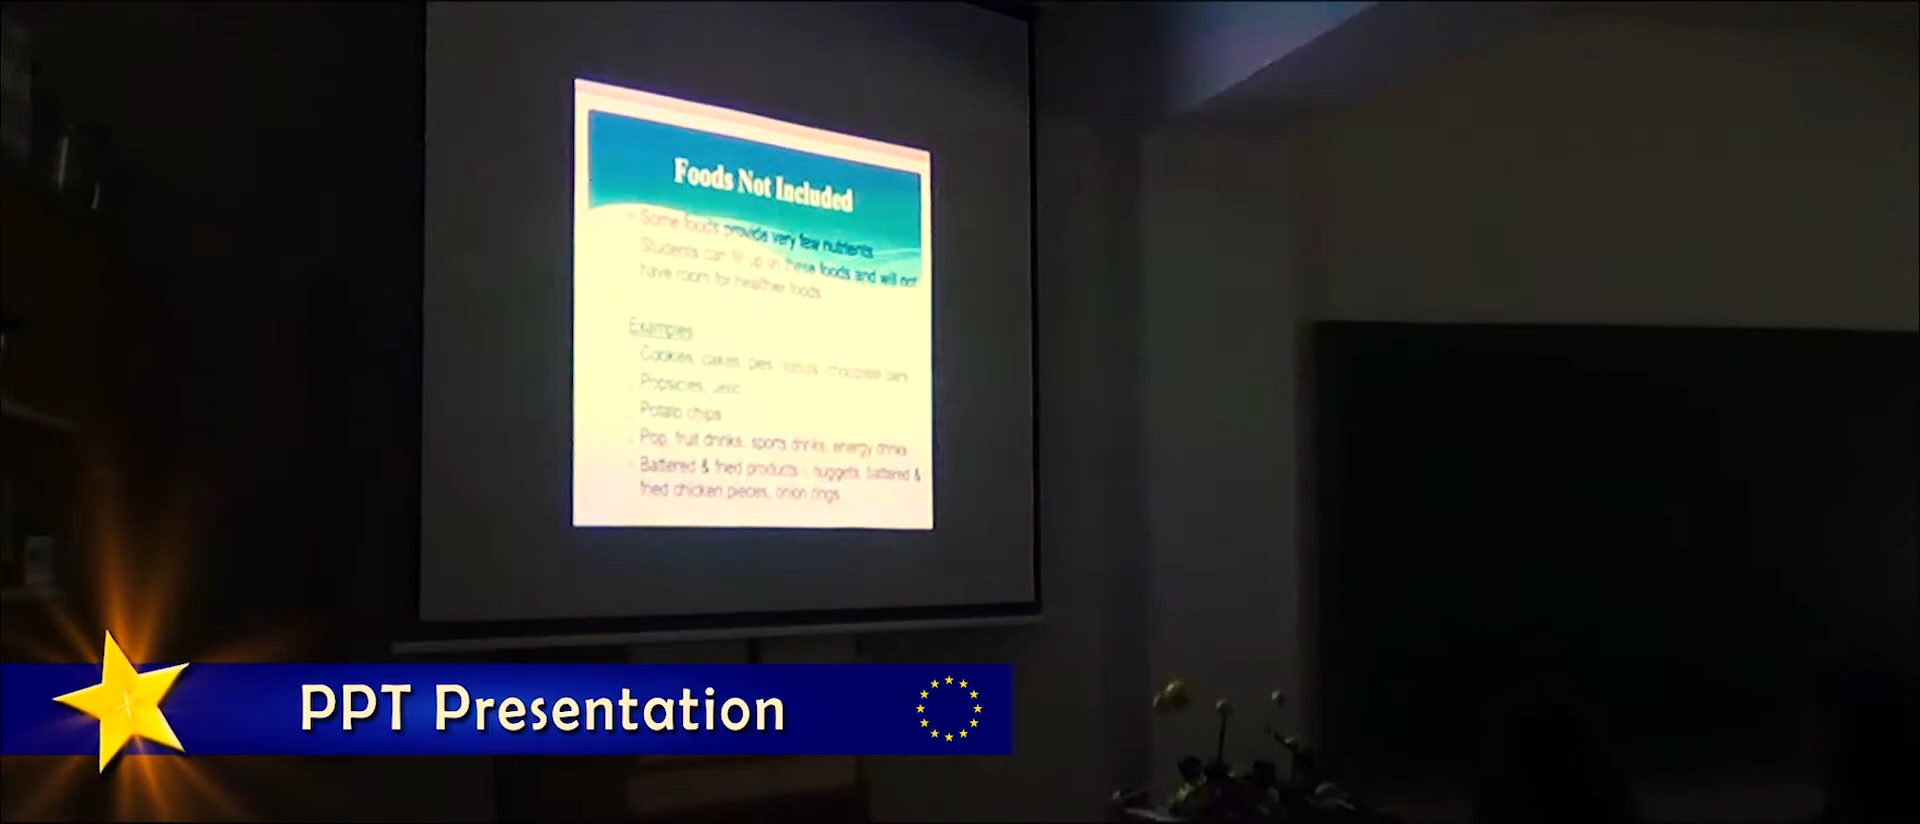 Foods Not Included
Some foods provide very few nutrients
Students can fill up on these foods and will not
have room for healthier foods
Examples
Cookies, cakes, pies, chocolate bars
Popsicles, Jello
Potato chips
Pop, fruit drinks, sports drinks, energy drinks
Battered & fried products - nuggets, battered &
fried chicken pieces, onion rings
PPT Presentation